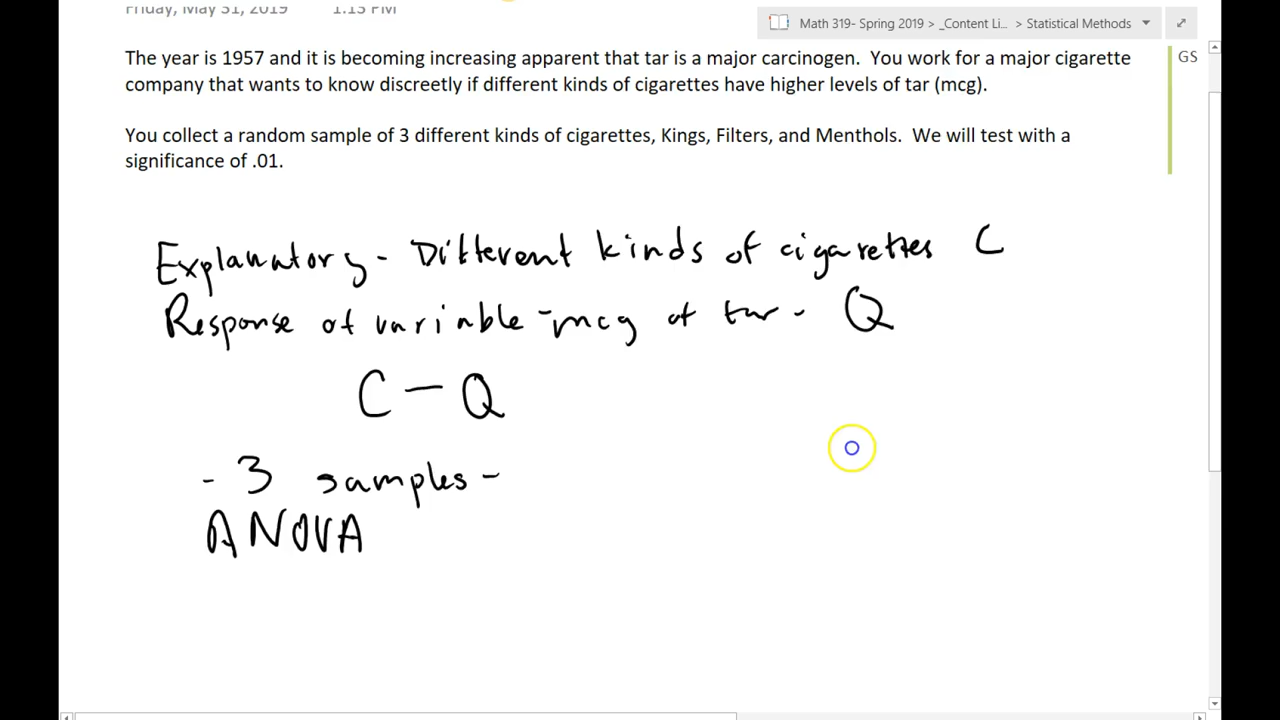 Friday, May 31, 2019 1:13 PM
Math 319- Spring 2019 > _Content Li... > Statistical Methods
GS
The year is 1957 and it is becoming increasing apparent that tar is a major carcinogen. You work for a major cigarette
company that wants to know discreetly if different kinds of cigarettes have higher levels of tar (mcg).
You collect a random sample of 3 different kinds of cigarettes, Kings, Filters, and Menthols. We will test with a
significance of .01.
Explanatory - Different kinds of cigarettes C
Response of variable - mcg of tar - Q
C - Q
- 3 samples -
ANOVA